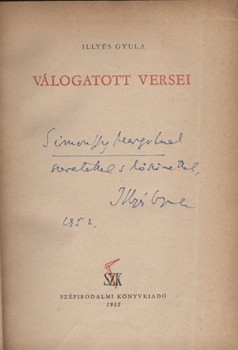 ILLYÉS GYULA
VÁLOGATOTT VERSEI
Simonffy Margitnak
szeretettel s köszönettel,
Illyés Gyula
1952.
SZK
SZÉPIRODALMI KÖNYVKIADÓ
1952